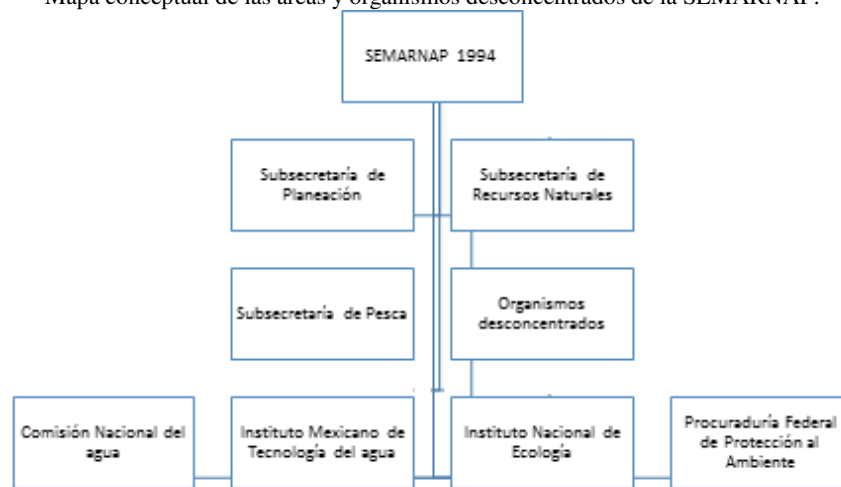 Mapa conceptual de las áreas y organismos desconcentrados de la SEMARNAP.
SEMARNAP 1994
Subsecretaría de
Planeación
Subsecretaría de
Recursos Naturales
Subsecretaría de Pesca
Organismos
desconcentrados
Comisión Nacional del
agua
Instituto Mexicano de
Tecnología del agua
Instituto Nacional de
Ecología
Procuraduría Federal
de Protección al
Ambiente